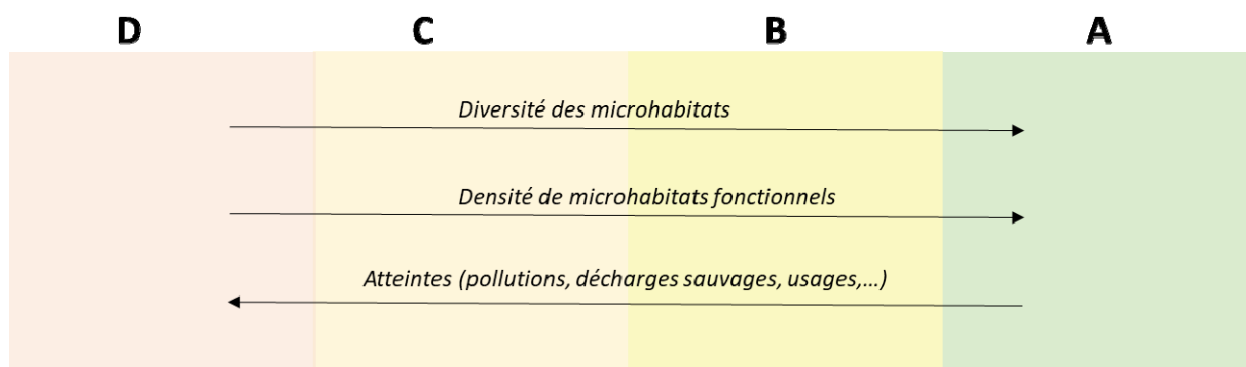 D C B A
Diversité des microhabitats
Densité de microhabitats fonctionnels
Atteintes (pollutions, décharges sauvages, usages,...)